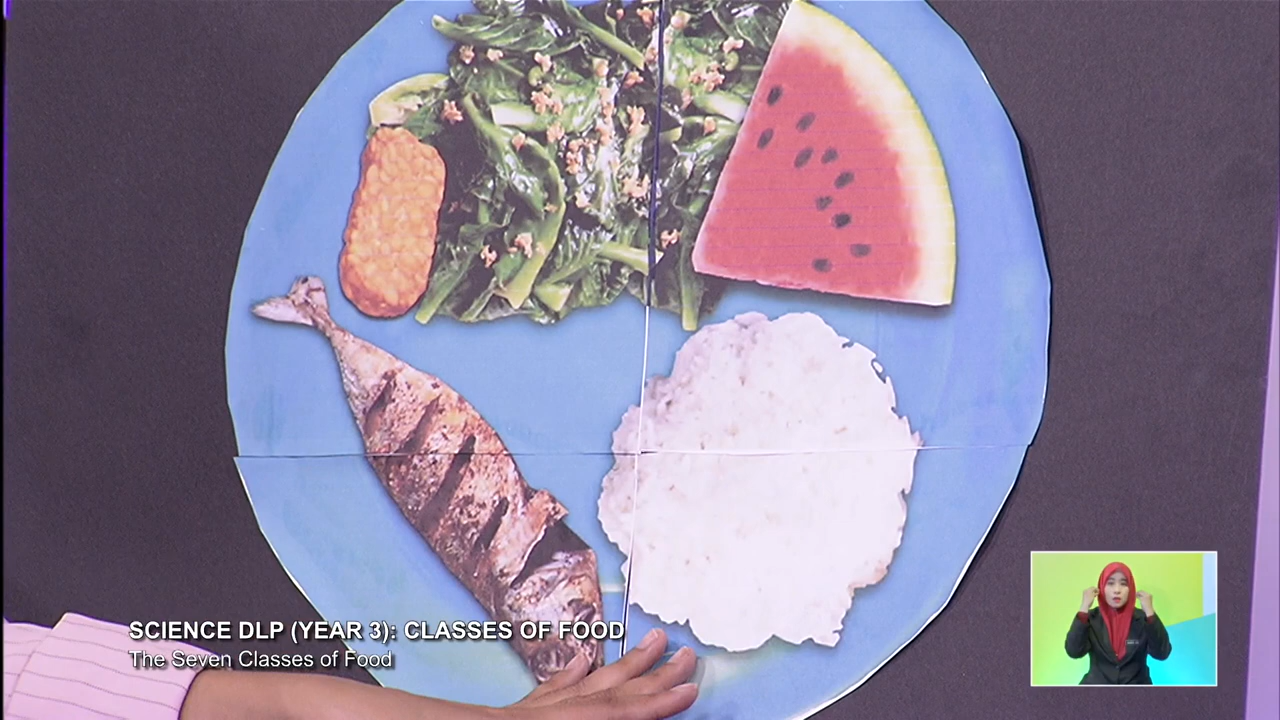 SCIENCE DLP (YEAR 3): CLASSES OF FOOD
The Seven Classes of Food